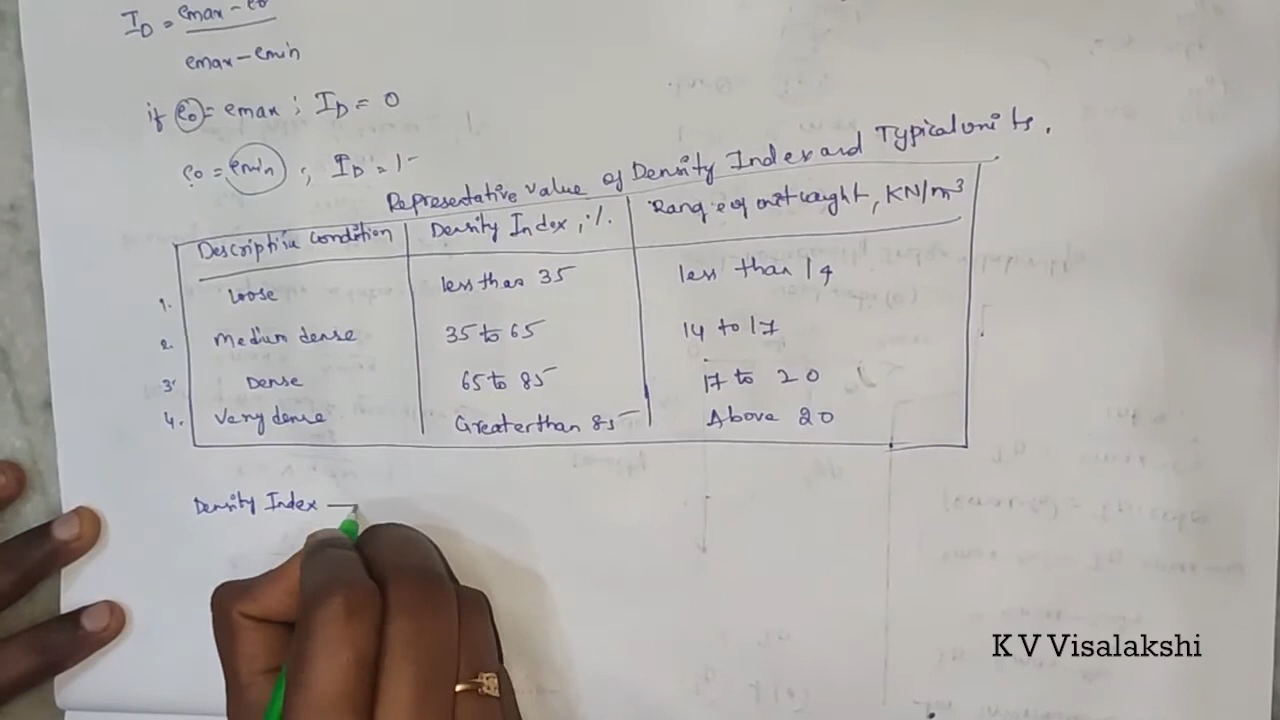 ID = emax - e0
emax - emin
if e0 = emax ; ID = 0
e0 = emin ; ID = 1
Representative value of Density Index and Typical units.
Descriptive condition Density Index, % Range of unit weight, KN/m3
1. Loose less than 35 less than 14
2. Medium dense 35 to 65 14 to 17
3. Dense 65 to 85 17 to 20
4. Very dense Greater than 85 Above 20
Density Index
K V Visalakshi